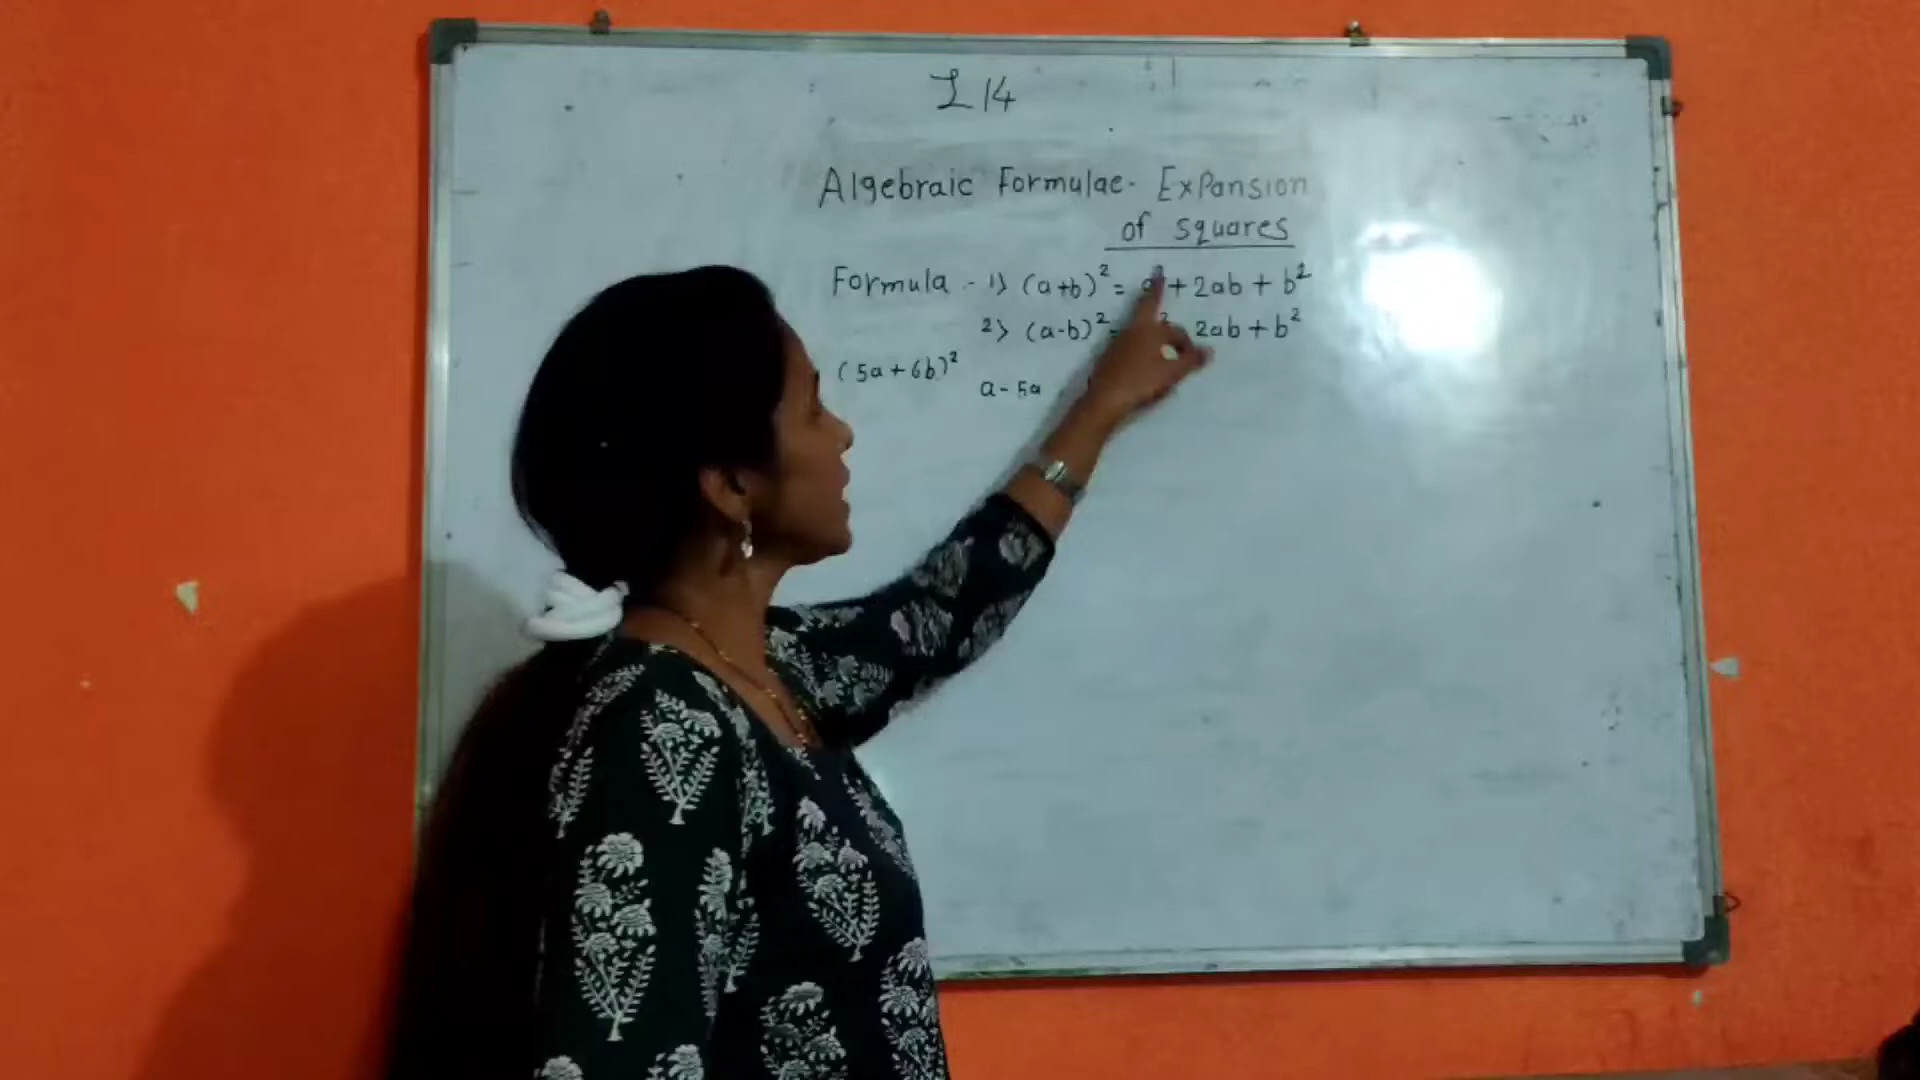 L 14
Algebraic Formulae- Expansion
of squares
Formula - 1) (a+b)² = a² + 2ab + b²
2) (a-b)² = ² 2ab + b²
(5a + 6b)²
a - 5a